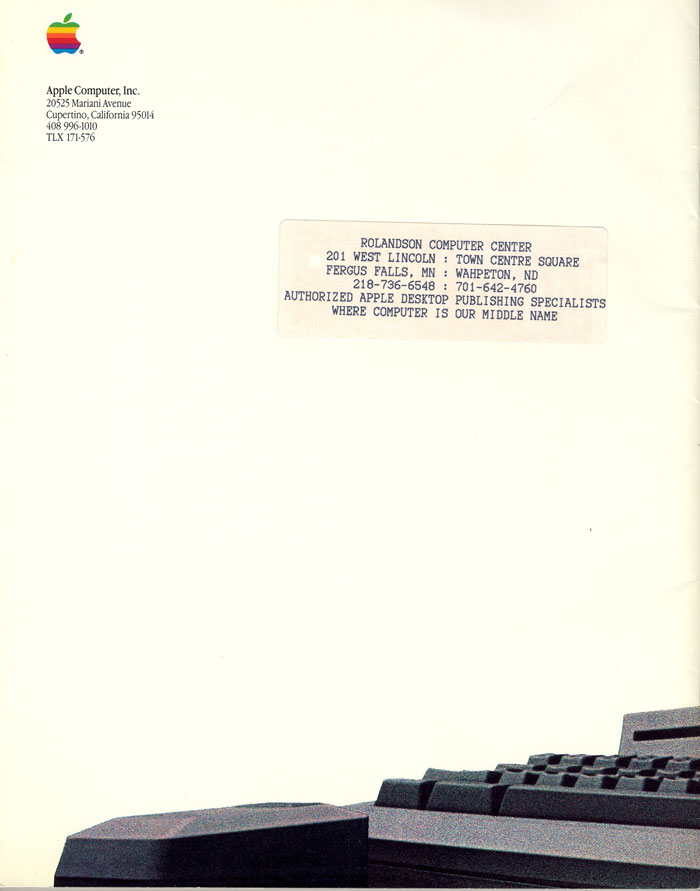 Apple Computer, Inc.
20525 Mariani Avenue
Cupertino, California 95014
408 996-1010
TLX 171-576
ROLANDSON COMPUTER CENTER
201 WEST LINCOLN : TOWN CENTRE SQUARE
FERGUS FALLS, MN : WAHPETON, ND
218-736-6548 : 701-642-4760
AUTHORIZED APPLE DESKTOP PUBLISHING SPECIALISTS
WHERE COMPUTER IS OUR MIDDLE NAME